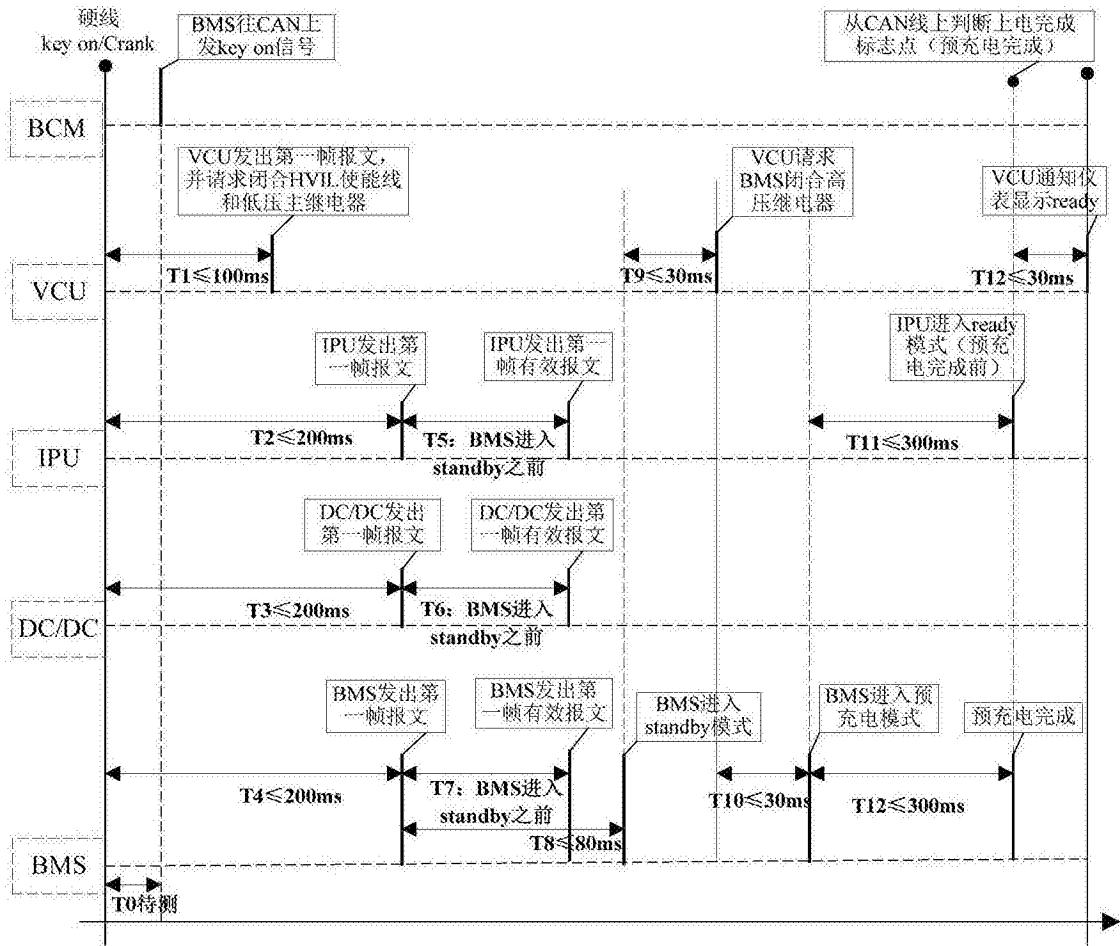 硬线
key on/Crank
BMS往CAN上
发key on信号
从CAN线上判断上电完成
标志点（预充电完成）
BCM
VCU发出第一帧报文,
并请求闭合HVIL使能线
和低压主继电器
VCU请求
BMS闭合高
压继电器
VCU通知仪
表显示ready
T1≤100ms
T9≤30ms
T12≤30ms
VCU
IPU发出第
一帧报文
IPU发出第一
帧有效报文
IPU进入ready
模式（预充
电完成前）
T2≤200ms
T5：BMS进入
standby之前
T11≤300ms
IPU
DC/DC发出
第一帧报文
DC/DC发出第
一帧有效报文
T3≤200ms
T6：BMS进入
standby之前
DC/DC
BMS发出第
一帧报文
BMS发出第
一帧有效报文
BMS进入
standby模式
BMS进入预
充电模式
预充电完成
T4≤200ms
T7：BMS进入
standby之前
T10≤30ms
T12≤300ms
T8≤80ms
BMS
T0待测